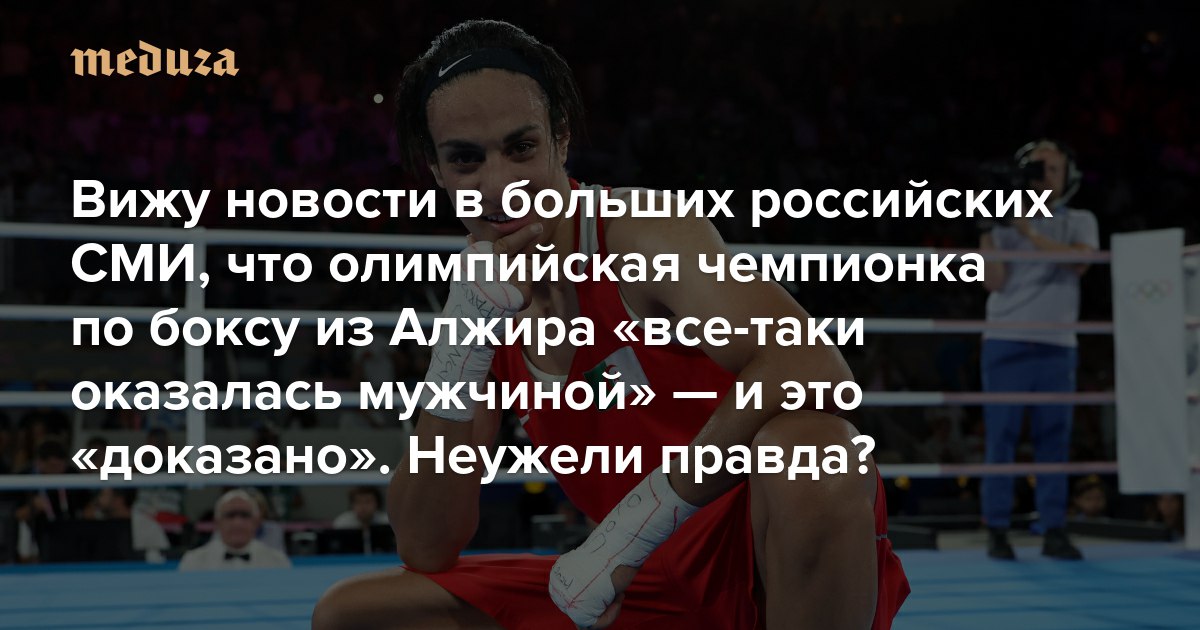 meduza
Вижу новости в больших российских
СМИ, что олимпийская чемпионка
по боксу из Алжира «все-таки
оказалась мужчиной» — и это
«доказано». Неужели правда?